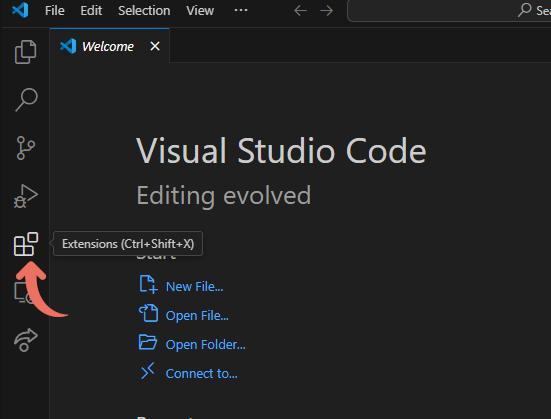 File Edit Selection View ... Sea
Welcome
Visual Studio Code
Editing evolved
Extensions (Ctrl+Shift+X)
Start
New File...
Open File...
Open Folder...
Connect to...